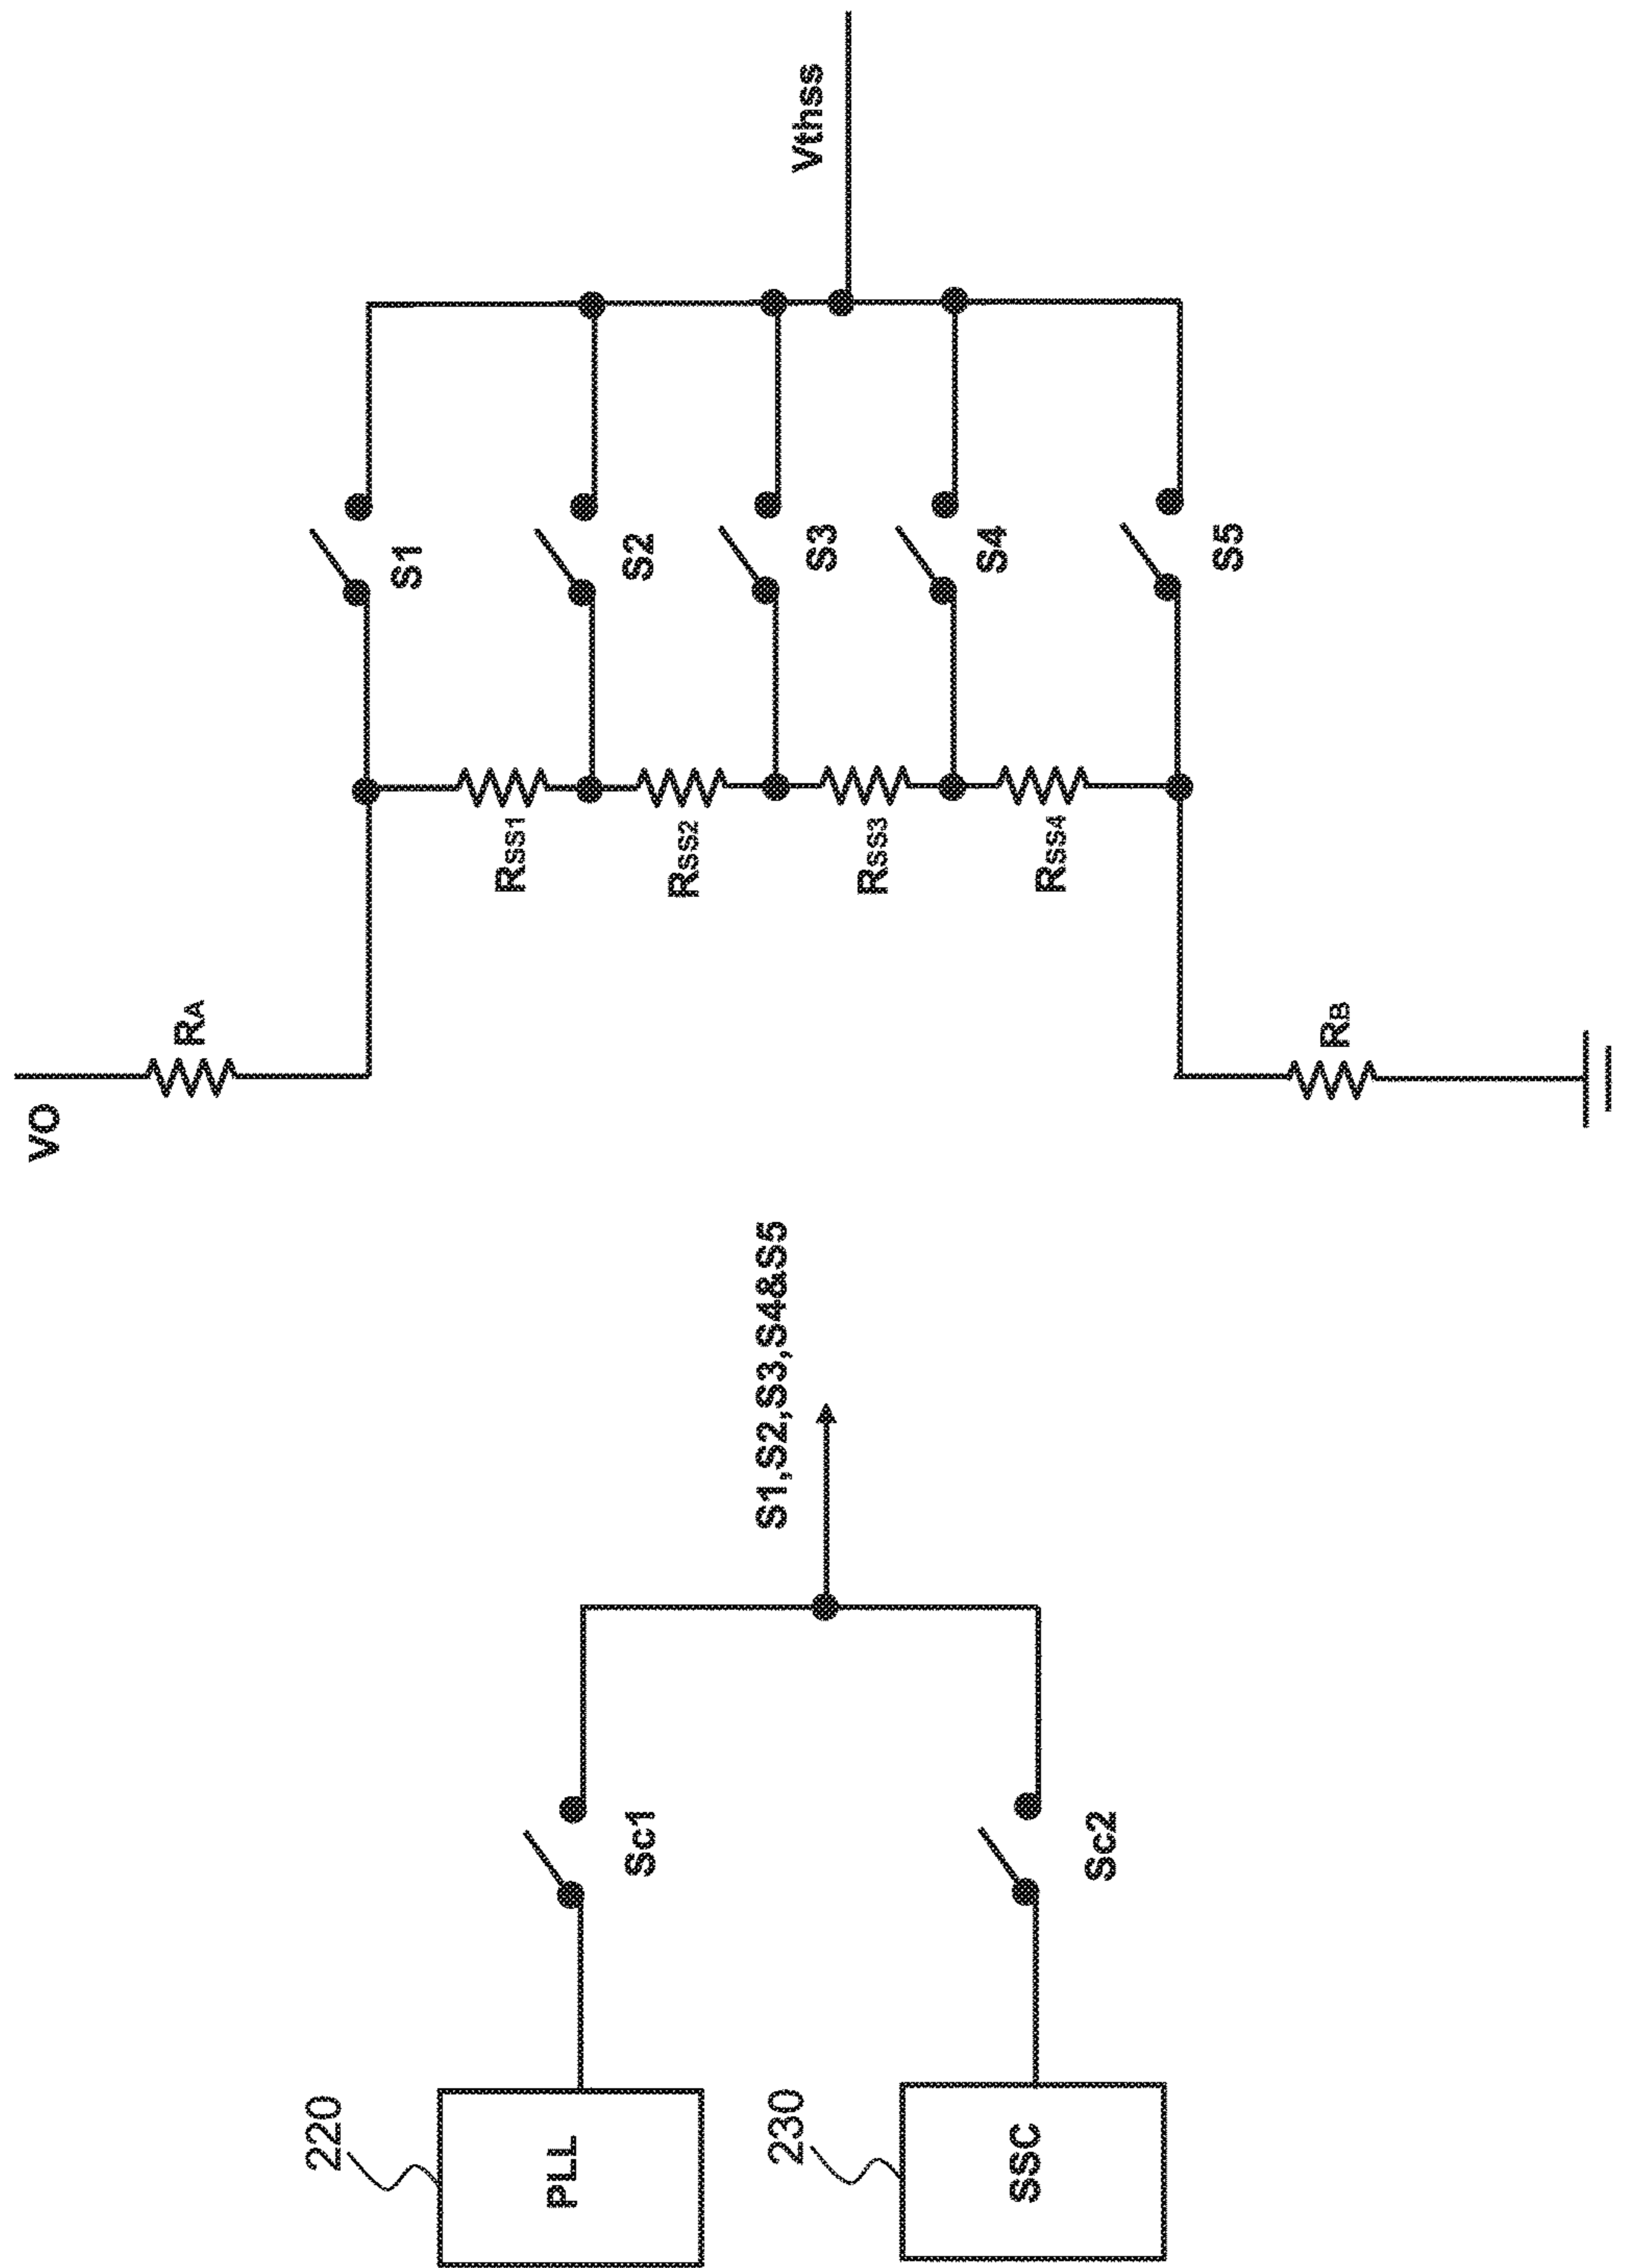 220
PLL
Sc1
230
SSC
Sc2
S1,S2,S3,S4&S5
VO
RA
RSS1
RSS2
RSS3
RSS4
RB
S1
S2
S3
S4
S5
Vthss